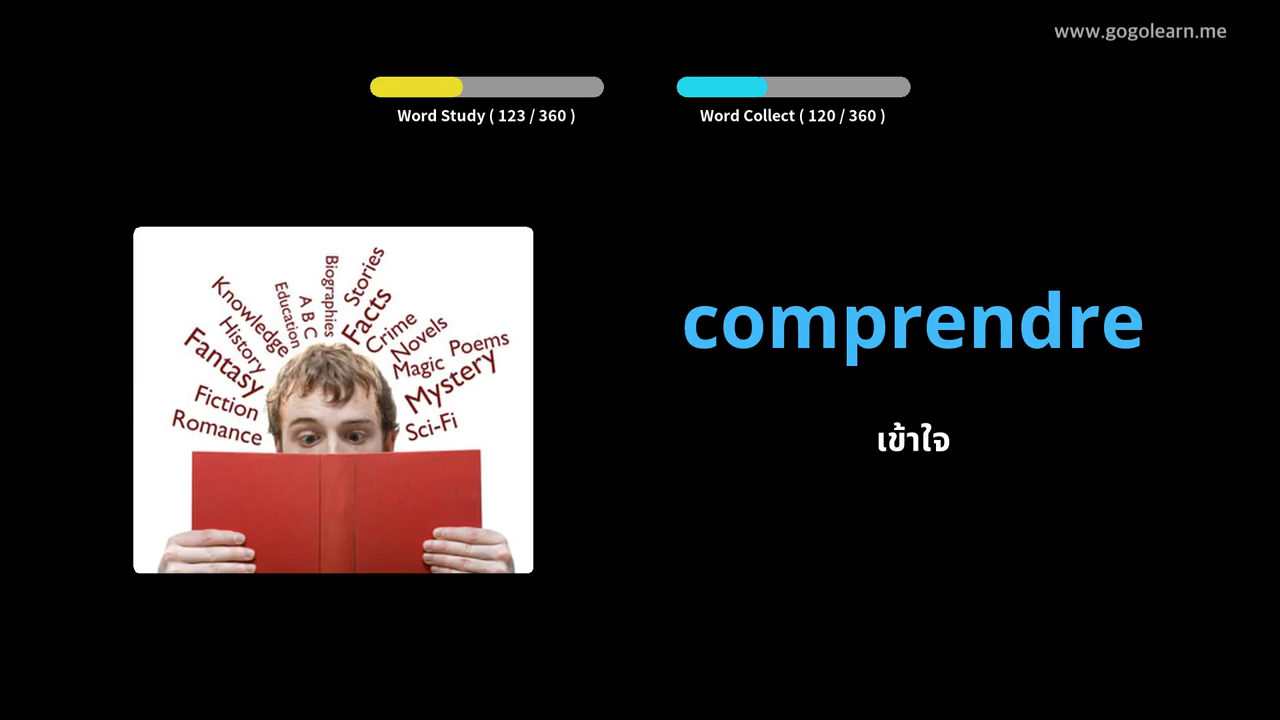 www.gogolearn.me
Word Study ( 123 / 360 )
Word Collect ( 120 / 360 )
Biographies
Stories
Education
A B C
Facts
Knowledge
Crime
History
Novels
Fantasy
Poems
Magic
Mystery
Fiction
Romance
Sci-Fi
comprendre
เข้าใจ